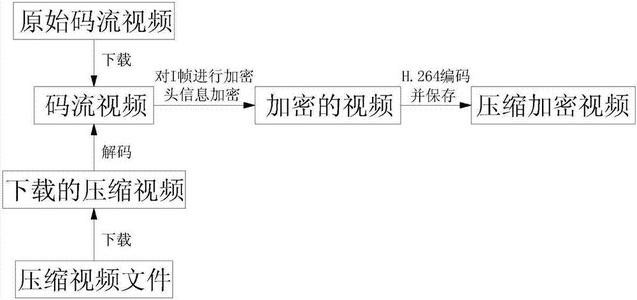 原始码流视频
下载
对I帧进行加密
头信息加密
H.264编码
并保存
码流视频
加密的视频
压缩加密视频
解码
下载的压缩视频
下载
压缩视频文件